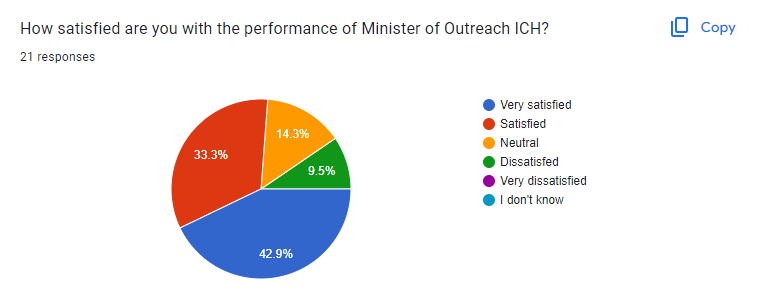 How satisfied are you with the performance of Minister of Outreach ICH?
Copy
21 responses
33.3%
14.3%
9.5%
42.9%
Very satisfied
Satisfied
Neutral
Dissatisfed
Very dissatisfied
I don't know